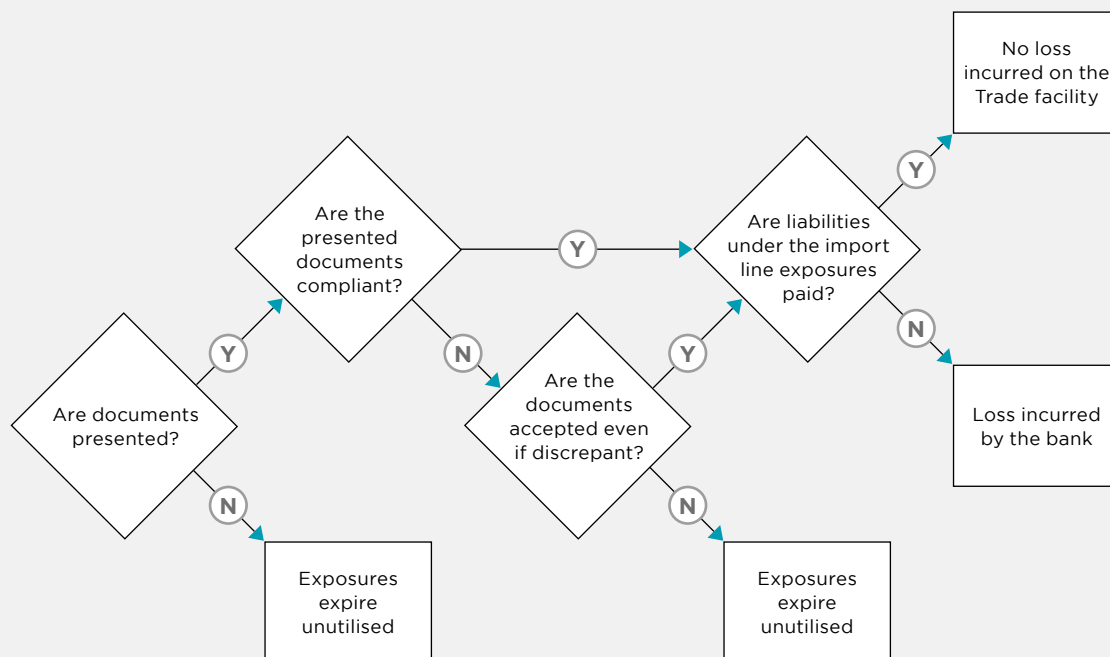 No loss
incurred on the
Trade facility
Y
Are the
presented
documents
compliant?
Y
Are liabilities
under the import
line exposures
paid?
Y
N
Y
N
Are documents
presented?
Are the
documents
accepted even
if discrepant?
Loss incurred
by the bank
N
N
Exposures
expire
unutilised
Exposures
expire
unutilised